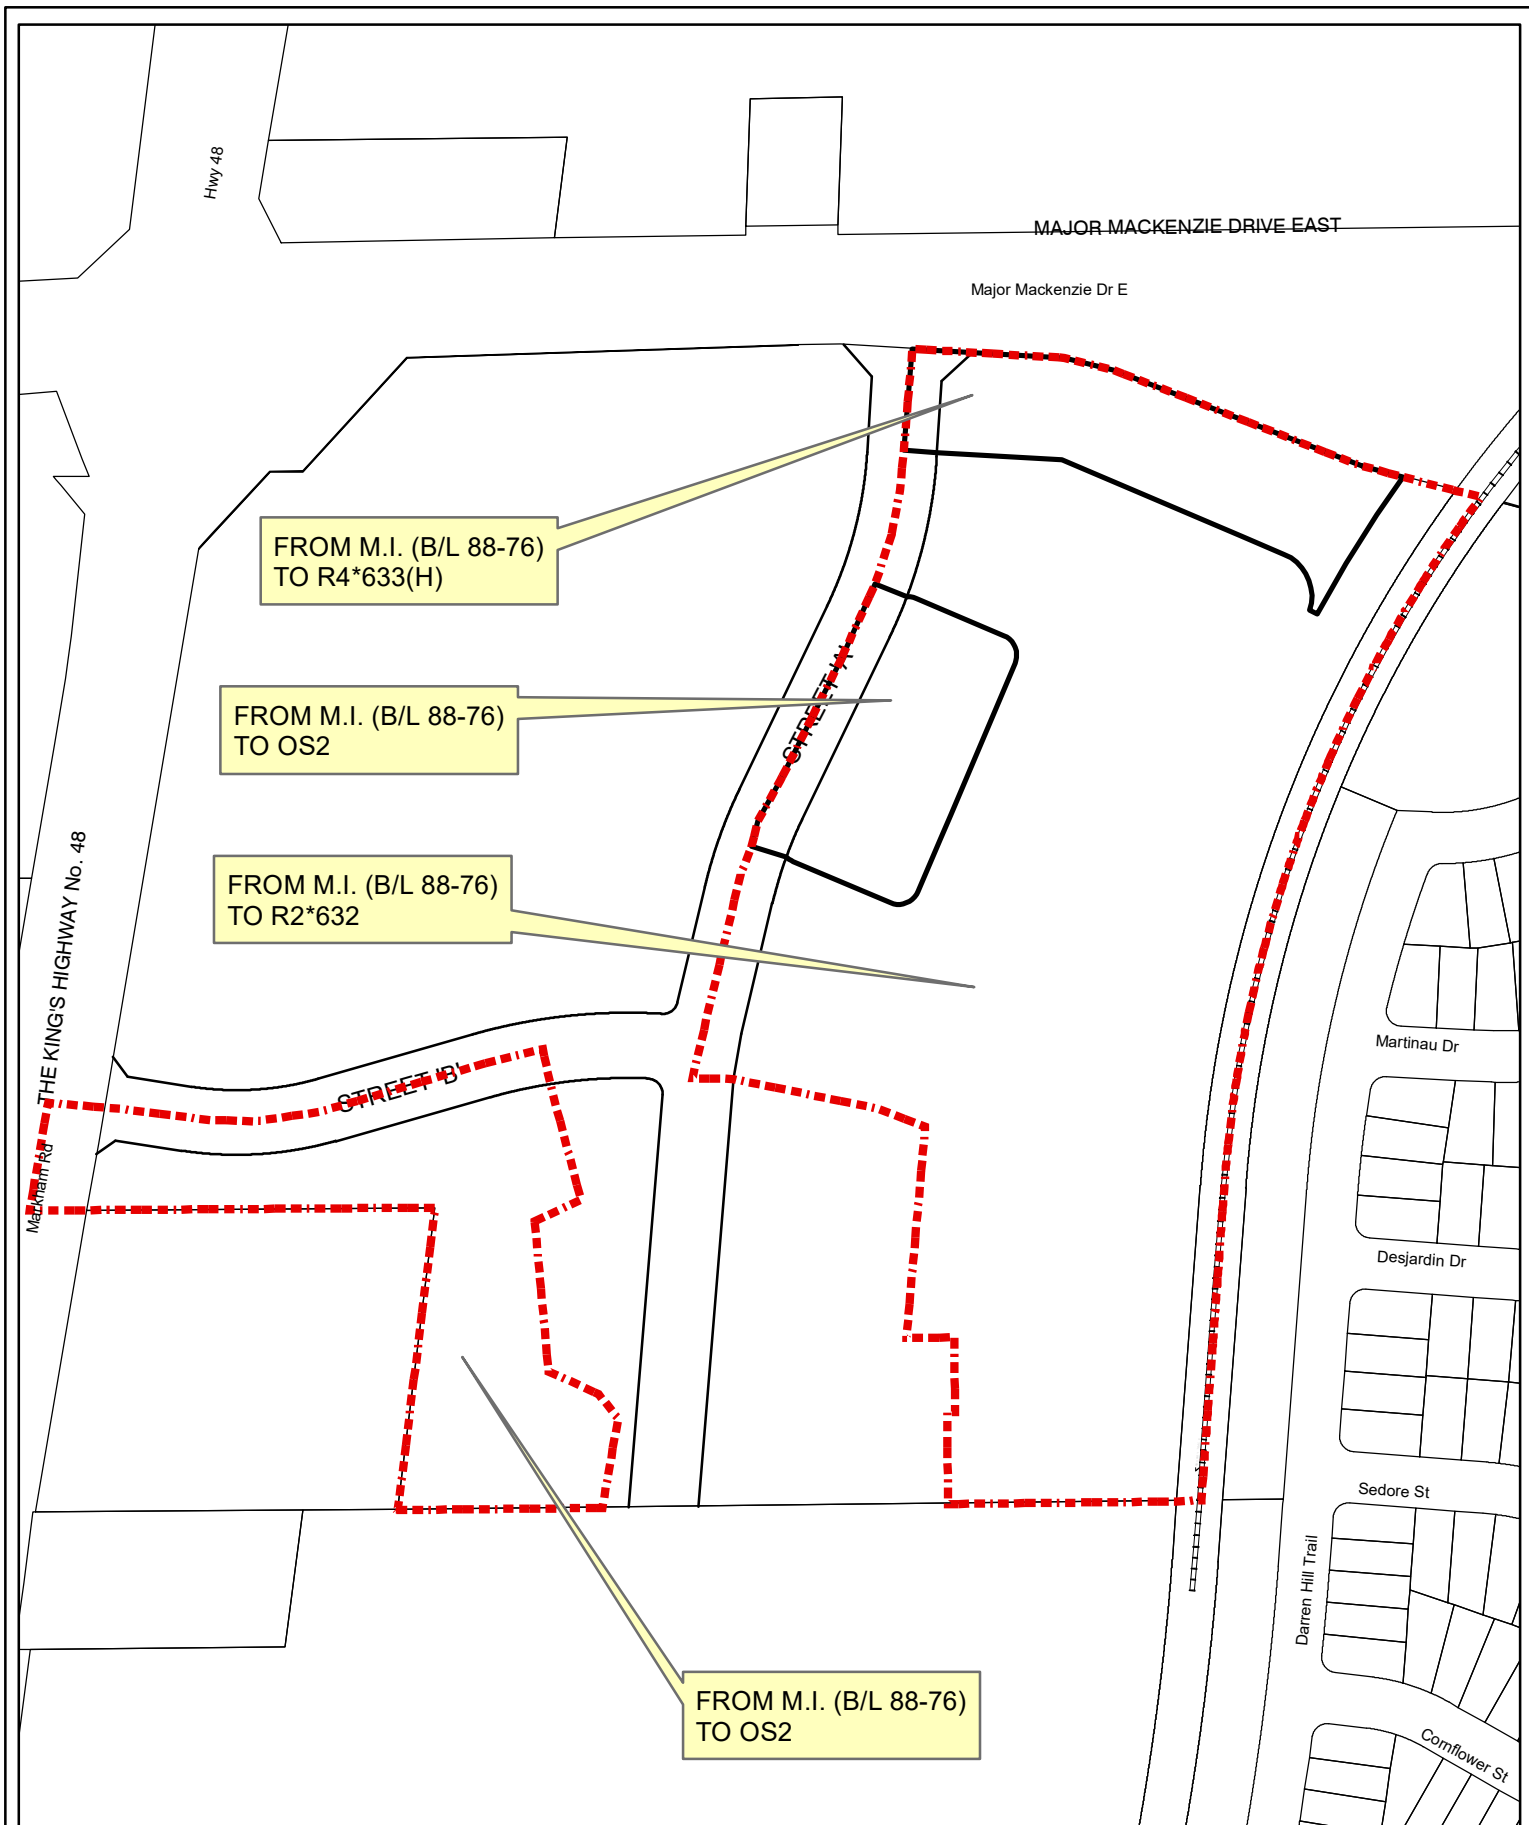 Hwy 48
MAJOR MACKENZIE DRIVE EAST
Major Mackenzie Dr E
FROM M.I. (B/L 88-76)
TO R4*633(H)
STREET 'A'
FROM M.I. (B/L 88-76)
TO OS2
FROM M.I. (B/L 88-76)
TO R2*632
THE KING'S HIGHWAY No. 48
STREET 'B'
Markham Rd
Martinau Dr
Desjardin Dr
Sedore St
Darren Hill Trail
FROM M.I. (B/L 88-76)
TO OS2
Cornflower St